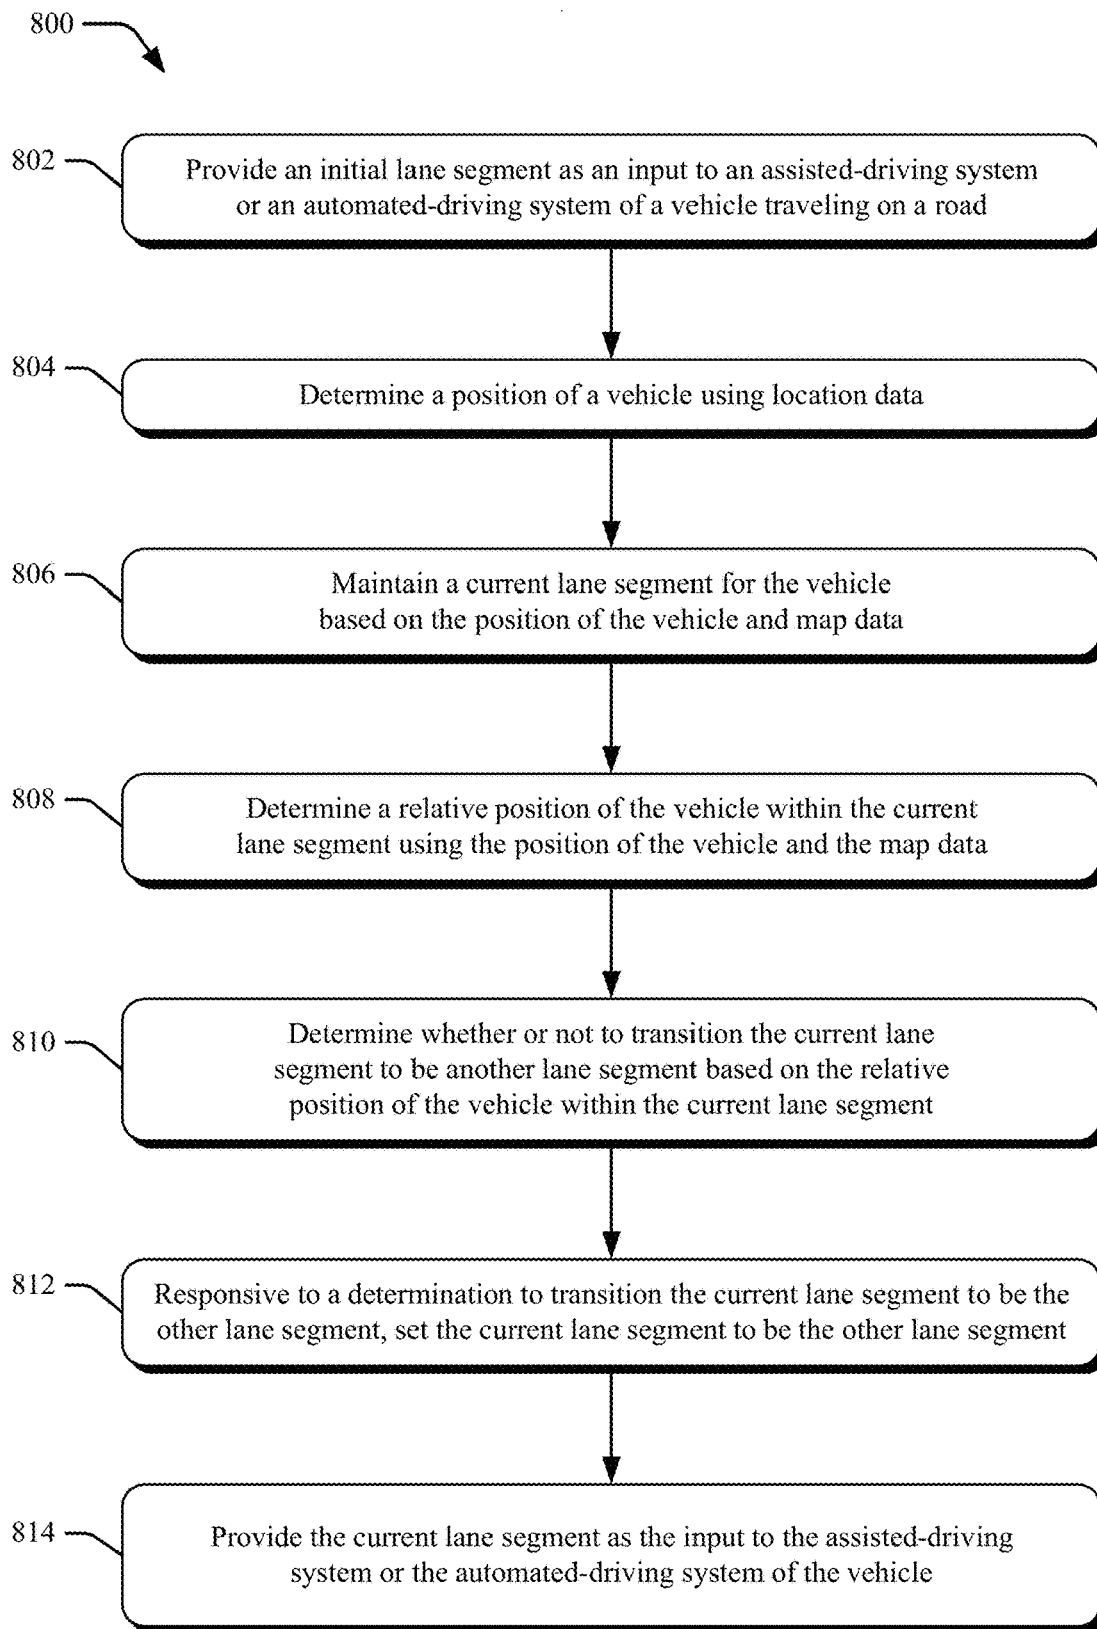 800
802
Provide an initial lane segment as an input to an assisted-driving system
or an automated-driving system of a vehicle traveling on a road
804
Determine a position of a vehicle using location data
806
Maintain a current lane segment for the vehicle
based on the position of the vehicle and map data
808
Determine a relative position of the vehicle within the current
lane segment using the position of the vehicle and the map data
810
Determine whether or not to transition the current lane
segment to be another lane segment based on the relative
position of the vehicle within the current lane segment
812
Responsive to a determination to transition the current lane segment to be the
other lane segment, set the current lane segment to be the other lane segment
814
Provide the current lane segment as the input to the assisted-driving
system or the automated-driving system of the vehicle